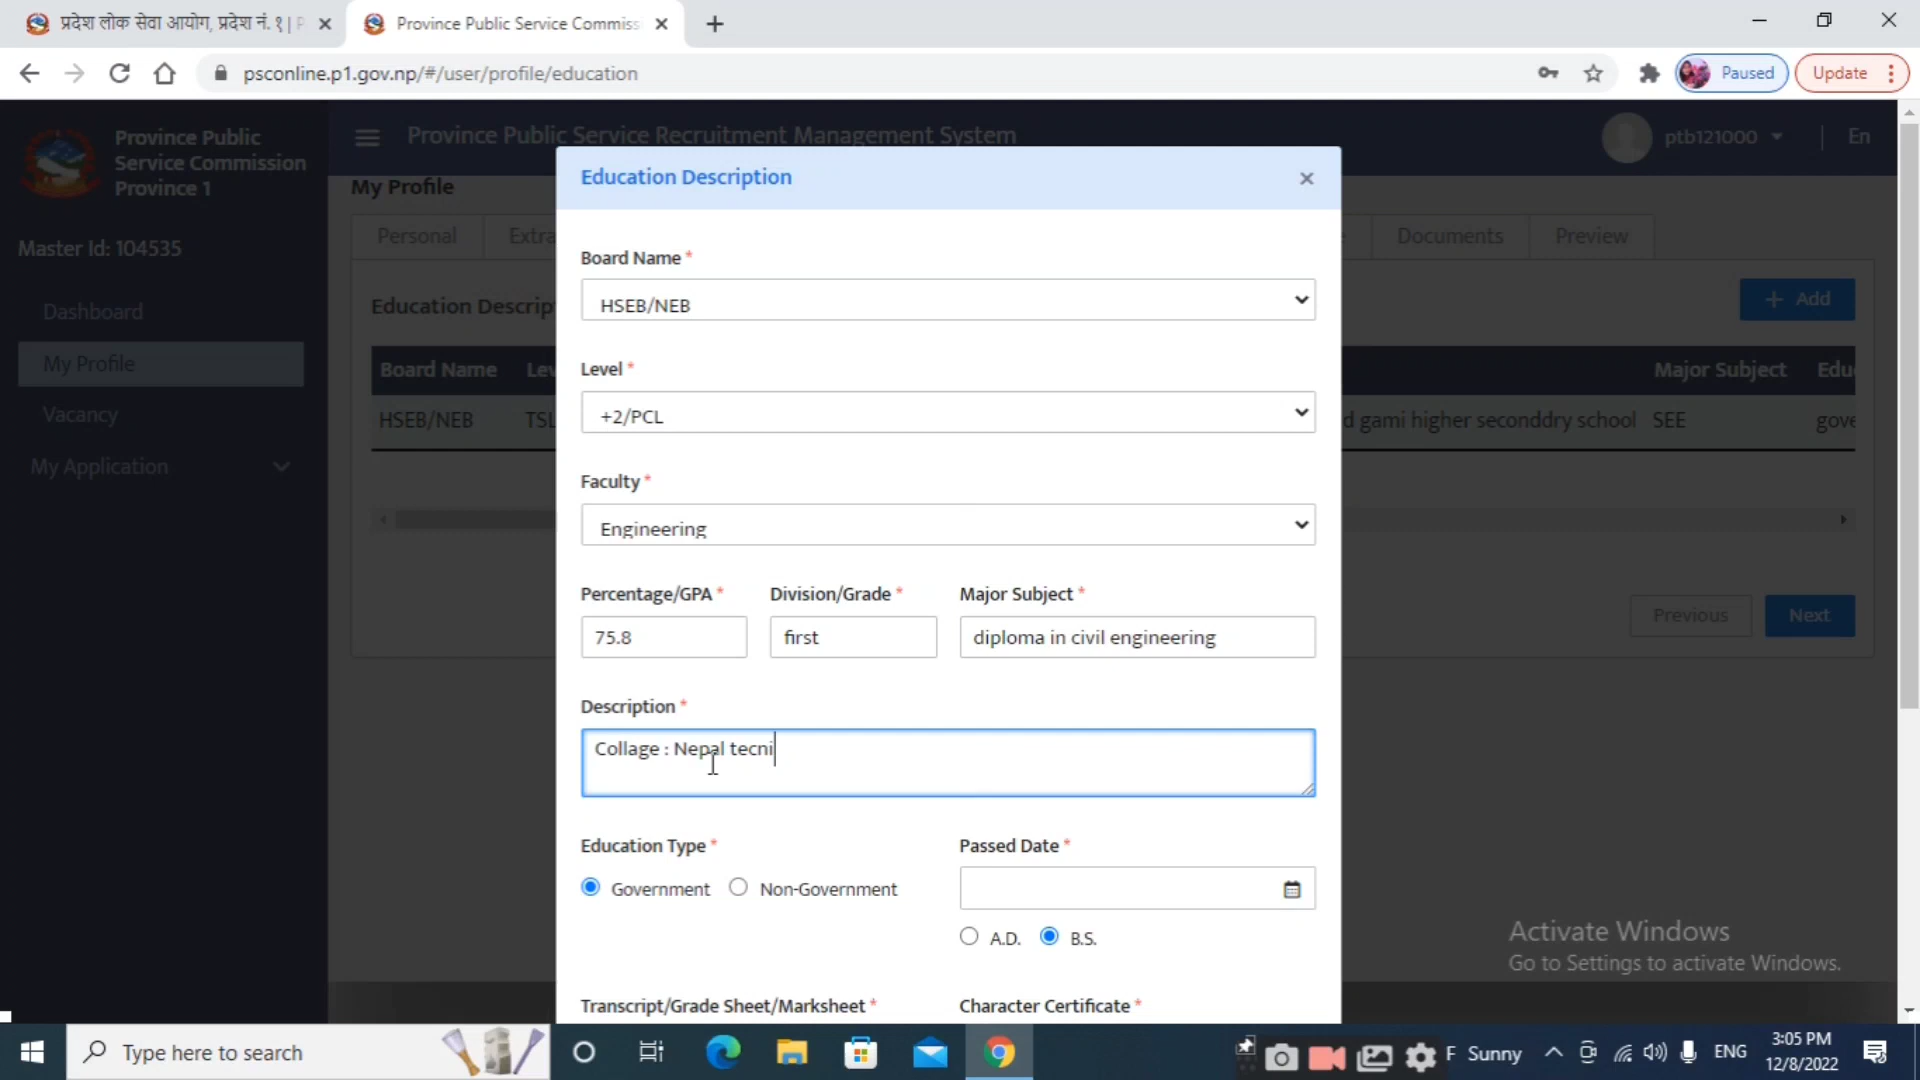 प्रदेश लोक सेवा आयोग, प्रदेश नं. १ | P
Province Public Service Commiss
psconline.p1.gov.np/#/user/profile/education
Paused
Update
Province Public
Service Commission
Province 1
Province Public Service Recruitment Management System
ptb121000
En
Master Id: 104535
Dashboard
My Profile
Vacancy
My Application
My Profile
Personal
Extra
Documents
Preview
Education Descrip
+ Add
Board Name
Lev
Major Subject
Edu
HSEB/NEB
TSL
d gami higher seconddry school
SEE
gove
Previous
Next
Education Description
×
Board Name *
HSEB/NEB
Level *
+2/PCL
Faculty *
Engineering
Percentage/GPA * Division/Grade * Major Subject *
75.8 first diploma in civil engineering
Description *
Collage : Nepal tecni
Education Type * Passed Date *
Government Non-Government
A.D. B.S.
Transcript/Grade Sheet/Marksheet * Character Certificate *
Activate Windows
Go to Settings to activate Windows.
Type here to search
F Sunny
ENG
3:05 PM
12/8/2022